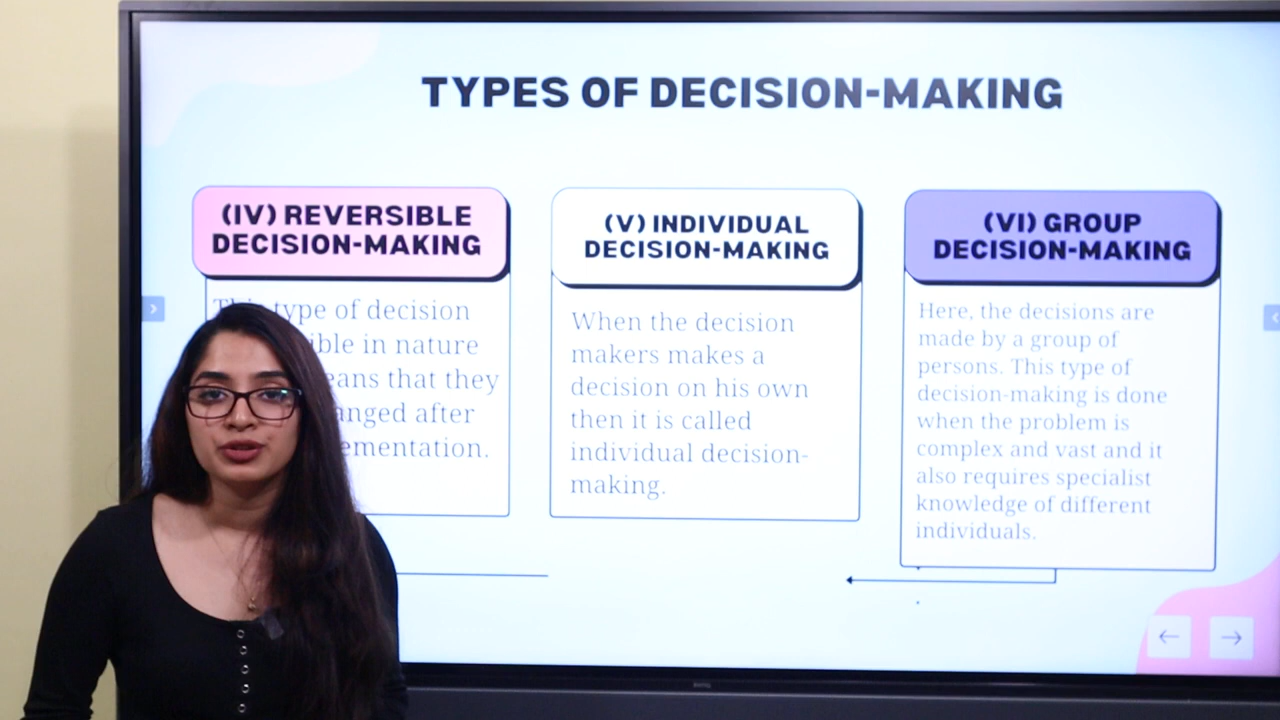 TYPES OF DECISION-MAKING
(IV) REVERSIBLE
DECISION-MAKING
This type of decision
ible in nature
eans that they
anged after
ementation.
(V) INDIVIDUAL
DECISION-MAKING
When the decision
makers makes a
decision on his own
then it is called
individual decision-
making.
(VI) GROUP
DECISION-MAKING
Here, the decisions are
made by a group of
persons. This type of
decision-making is done
when the problem is
complex and vast and it
also requires specialist
knowledge of different
individuals.